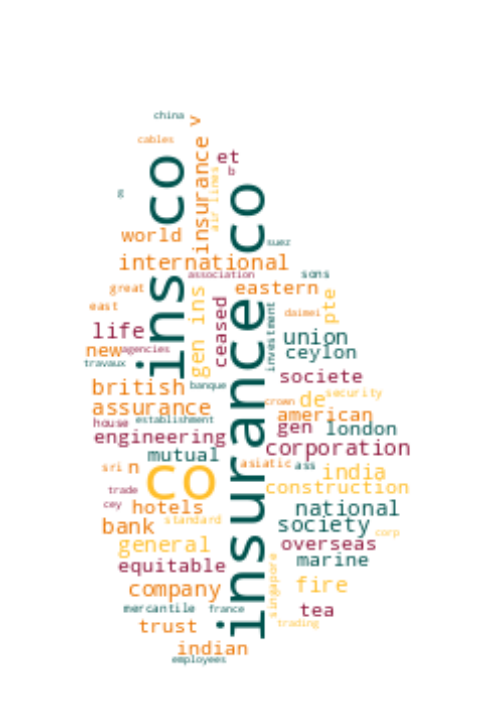 china
v
cables
insurance
et
b
ins co
air lines
g
insurance co
world
suez
international
association
sons
great
eastern
gen ins
pte
east
ceased
investment
daimei
life
union
new
agencies
ceylon
travaux
societe
british
banque
crown
de
security
assurance
american
house
establishment
gen
london
engineering
corporation
mutual
sri
n
co
asiatic
ass
india
trade
construction
cey
hotels
national
bank
standard
society
corp
general
overseas
equitable
marine
singapore
company
fire
mercantile
france
tea
trust
trading
indian
employees